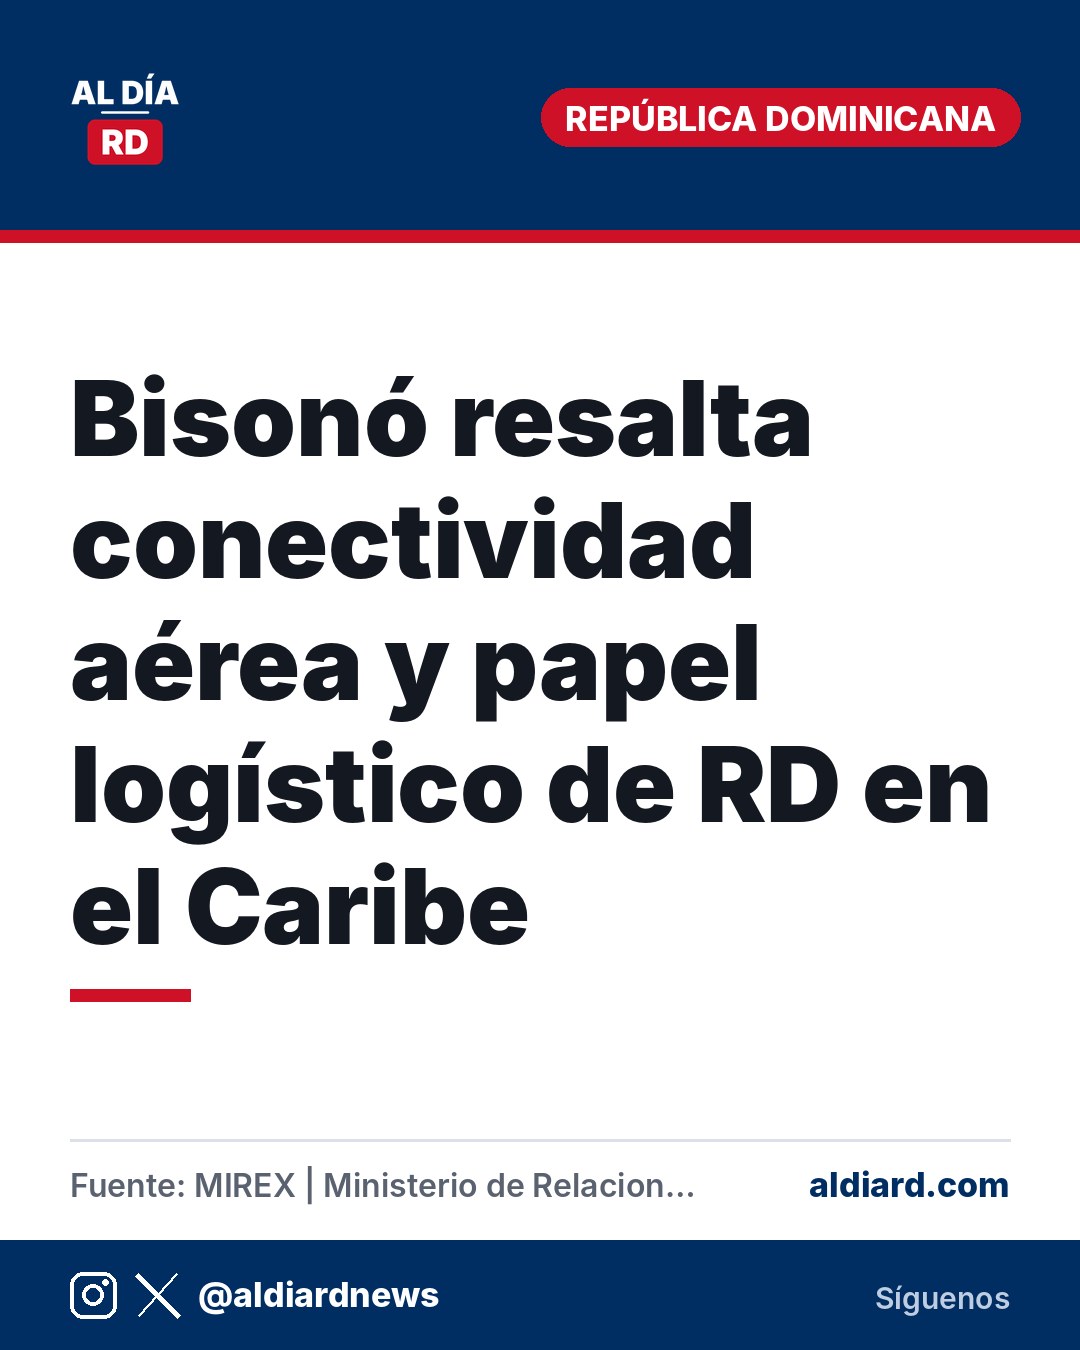 AL DÍA
RD
REPÚBLICA DOMINICANA
Bisonó resalta
conectividad
aérea y papel
logístico de RD en
el Caribe
Fuente: MIREX | Ministerio de Relacion...
aldiard.com
@aldiardnews
Síguenos